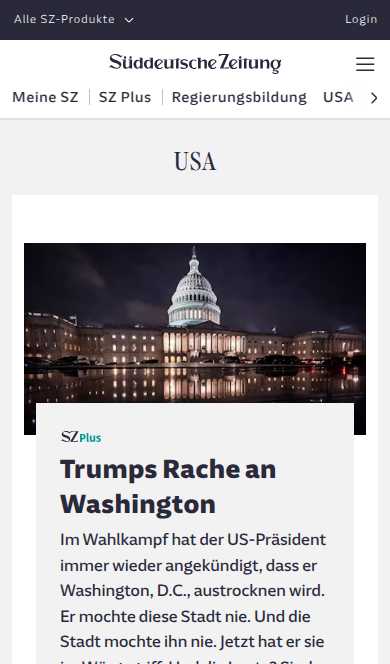 Alle SZ-Produkte
Login
Süddeutsche Zeitung
Meine SZ
SZ Plus
Regierungsbildung
USA
USA
SZ Plus
Trumps Rache an
Washington
Im Wahlkampf hat der US-Präsident
immer wieder angekündigt, dass er
Washington, D.C., austrocknen wird.
Er mochte diese Stadt nie. Und die
Stadt mochte ihn nie. Jetzt hat er sie